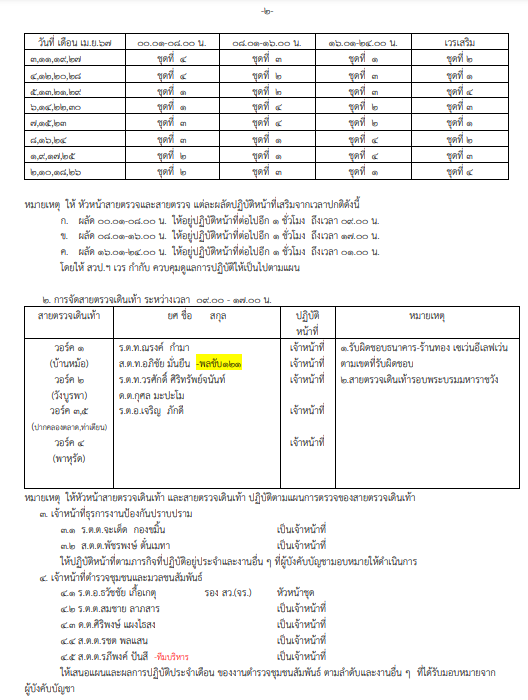 -๒-
วันที่ เดือน เม.ย.๖๗ ๐๐.๐๑-๐๘.๐๐ น. ๐๘.๐๑-๑๖.๐๐ น. ๑๖.๐๑-๒๔.๐๐ น. เวรเสริม
๓,๑๑,๑๙,๒๗ ชุดที่ ๔ ชุดที่ ๓ ชุดที่ ๑ ชุดที่ ๒
๔,๑๒,๒๐,๒๘ ชุดที่ ๔ ชุดที่ ๒ ชุดที่ ๓ ชุดที่ ๑
๕,๑๓,๒๑,๒๙ ชุดที่ ๑ ชุดที่ ๒ ชุดที่ ๓ ชุดที่ ๔
๖,๑๔,๒๒,๓๐ ชุดที่ ๑ ชุดที่ ๔ ชุดที่ ๒ ชุดที่ ๓
๗,๑๕,๒๓ ชุดที่ ๓ ชุดที่ ๔ ชุดที่ ๒ ชุดที่ ๑
๘,๑๖,๒๔ ชุดที่ ๓ ชุดที่ ๑ ชุดที่ ๔ ชุดที่ ๒
๑,๙,๑๗,๒๕ ชุดที่ ๒ ชุดที่ ๑ ชุดที่ ๔ ชุดที่ ๓
๒,๑๐,๑๘,๒๖ ชุดที่ ๒ ชุดที่ ๓ ชุดที่ ๑ ชุดที่ ๔
หมายเหตุ ให้ หัวหน้าสายตรวจและสายตรวจ แต่ละผลัดปฏิบัติหน้าที่เสริมจากเวลาปกติดังนี้
ก. ผลัด ๐๐.๐๑-๐๘.๐๐ น. ให้อยู่ปฏิบัติหน้าที่ต่อไปอีก ๑ ชั่วโมง ถึงเวลา ๐๙.๐๐ น.
ข. ผลัด ๐๘.๐๑-๑๖.๐๐ น. ให้อยู่ปฏิบัติหน้าที่ต่อไปอีก ๑ ชั่วโมง ถึงเวลา ๑๗.๐๐ น.
ค. ผลัด ๑๖.๐๑-๒๔.๐๐ น. ให้อยู่ปฏิบัติหน้าที่ต่อไปอีก ๑ ชั่วโมง ถึงเวลา ๐๑.๐๐ น.
โดยให้ สวป.ฯ เวร กำกับ ควบคุมดูแลการปฏิบัติให้เป็นไปตามแผน
๒. การจัดสายตรวจเดินเท้า ระหว่างเวลา ๐๙.๐๐ - ๑๗.๐๐ น.
สายตรวจเดินเท้า ยศ ชื่อ สกุล ปฏิบัติ หมายเหตุ
หน้าที่
วอร์ค ๑ ร.ต.ท.ณรงค์ กำมา เจ้าหน้าที่ ๑.รับผิดชอบธนาคาร-ร้านทอง เซเว่นอีเลฟเว่น
(บ้านหม้อ) ส.ต.ท.อภิชัย มั่นยืน -พลขับ๑๒๑ เจ้าหน้าที่ ตามเขตที่รับผิดชอบ
วอร์ค ๒ ร.ต.ท.วรศักดิ์ ศิริทรัพย์จนันท์ เจ้าหน้าที่ ๒.สายตรวจเดินเท้ารอบพระบรมมหาราชวัง
(วังบูรพา) ด.ต.กุศล มะปะโม
วอร์ค ๓,๕ ร.ต.อ.เจริญ ภักดี เจ้าหน้าที่
(ปากคลองตลาด,ท่าเตียน)
วอร์ค ๔ เจ้าหน้าที่
(พาหุรัด)
หมายเหตุ ให้หัวหน้าสายตรวจเดินเท้า และสายตรวจเดินเท้า ปฏิบัติตามแผนการตรวจของสายตรวจเดินเท้า
๓. เจ้าหน้าที่ธุรการงานป้องกันปราบปราม
๓.๑ ร.ต.ต.จะเด็ด กองขมิ้น เป็นเจ้าหน้าที่
๓.๒ ส.ต.ต.พัชรพงษ์ ต้นเมทา เป็นเจ้าหน้าที่
ให้ปฏิบัติหน้าที่ตามภารกิจที่ปฏิบัติอยู่ประจำและงานอื่น ๆ ที่ผู้บังคับบัญชามอบหมายให้ดำเนินการ
๔. เจ้าหน้าที่ตำรวจชุมชนและมวลชนสัมพันธ์
๔.๑ ร.ต.อ.ธวัชชัย เกื้อเกตุ รอง สว.(จร.) หัวหน้าชุด
๔.๒ ร.ต.ต.สมชาย ลาภสาร เป็นเจ้าหน้าที่
๔.๓ ด.ต.ศิริพงษ์ แผงไธสง เป็นเจ้าหน้าที่
๔.๔ ส.ต.ต.รชต พลแสน เป็นเจ้าหน้าที่
๔.๕ ส.ต.ต.รภีพงค์ ปันสี -ทีมบริหาร เป็นเจ้าหน้าที่
ให้เสนอแผนและผลการปฏิบัติประจำเดือน ของงานตำรวจชุมชนสัมพันธ์ ตามลำดับและงานอื่น ๆ ที่ได้รับมอบหมายจาก
ผู้บังคับบัญชา